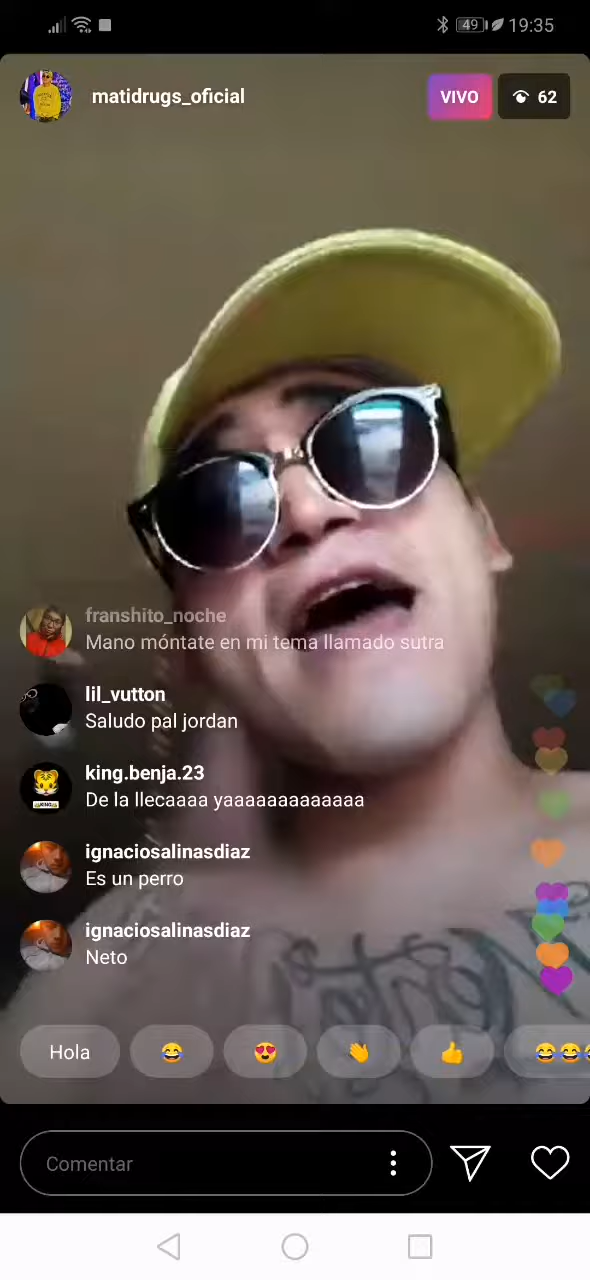 49
19:35
matidrugs_oficial
VIVO
62
franshito_noche
Mano móntate en mi tema llamado sutra
lil_vutton
Saludo pal jordan
king.benja.23
De la llecaaaa yaaaaaaaaaaaaa
ignaciosalinasdiaz
Es un perro
ignaciosalinasdiaz
Neto
Hola
Comentar